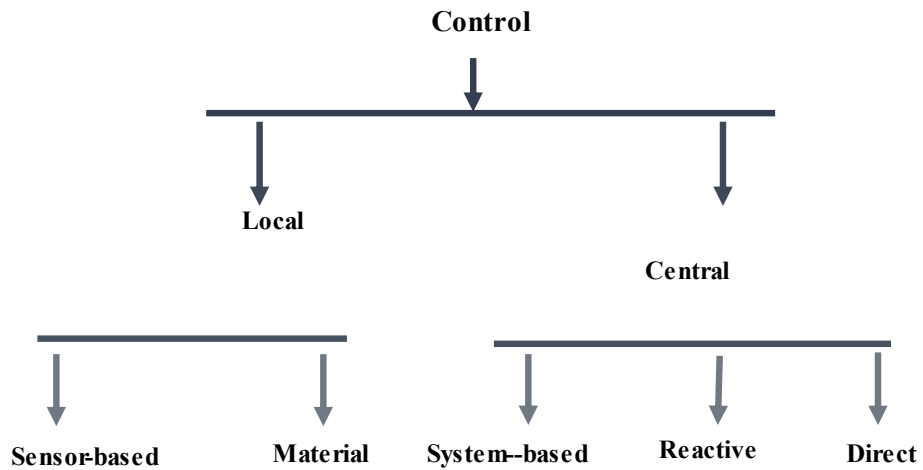 Control
Local
Central
Sensor-based
Material
System--based
Reactive
Direct